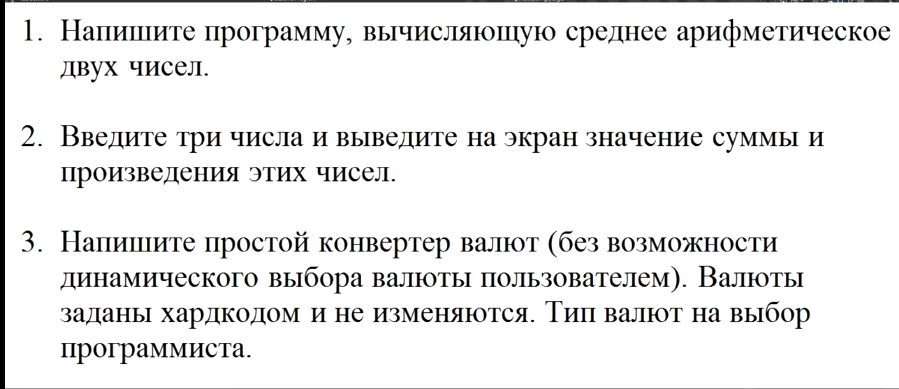 1. Напишите программу, вычисляющую среднее арифметическое
двух чисел.
2. Введите три числа и выведите на экран значение суммы и
произведения этих чисел.
3. Напишите простой конвертер валют (без возможности
динамического выбора валюты пользователем). Валюты
заданы хардкодом и не изменяются. Тип валют на выбор
программиста.